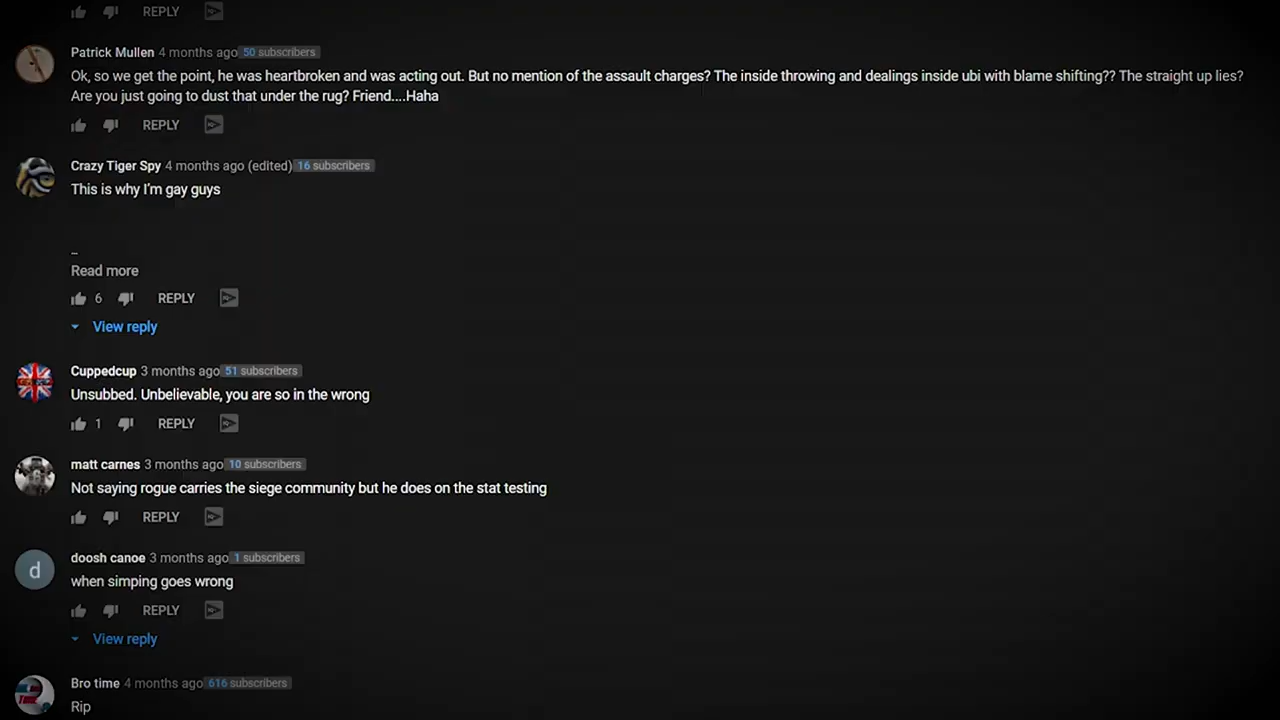 REPLY
Patrick Mullen 4 months ago 50 subscribers
Ok, so we get the point, he was heartbroken and was acting out. But no mention of the assault charges? The inside throwing and dealings inside ubi with blame shifting?? The straight up lies?
Are you just going to dust that under the rug? Friend....Haha
REPLY
Crazy Tiger Spy 4 months ago (edited) 16 subscribers
This is why I'm gay guys
..
Read more
6 REPLY
View reply
Cuppedcup 3 months ago 51 subscribers
Unsubbed. Unbelievable, you are so in the wrong
1 REPLY
matt carnes 3 months ago 10 subscribers
Not saying rogue carries the siege community but he does on the stat testing
REPLY
d
doosh canoe 3 months ago 1 subscribers
when simping goes wrong
REPLY
View reply
Bro time 4 months ago 616 subscribers
Rip